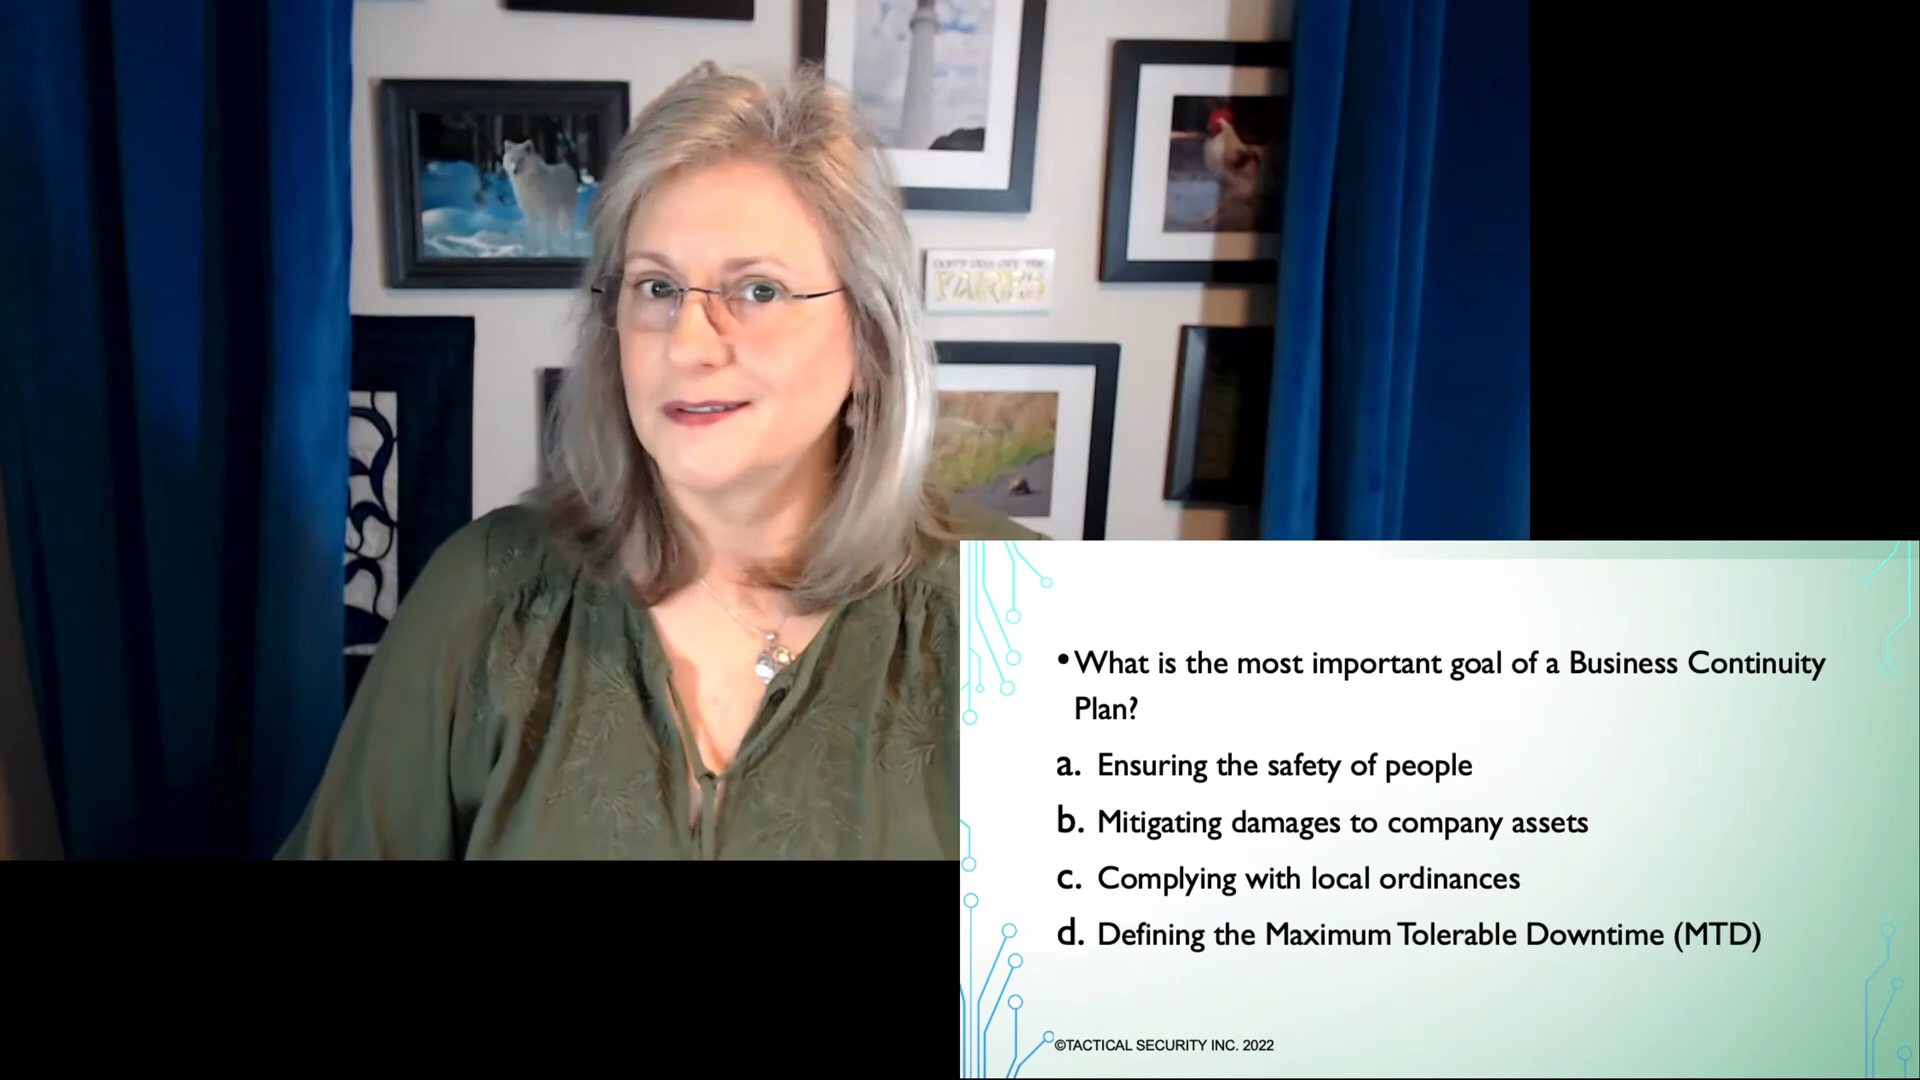 FAIRIES
•What is the most important goal of a Business Continuity
Plan?
a. Ensuring the safety of people
b. Mitigating damages to company assets
c. Complying with local ordinances
d. Defining the Maximum Tolerable Downtime (MTD)
©TACTICAL SECURITY INC. 2022